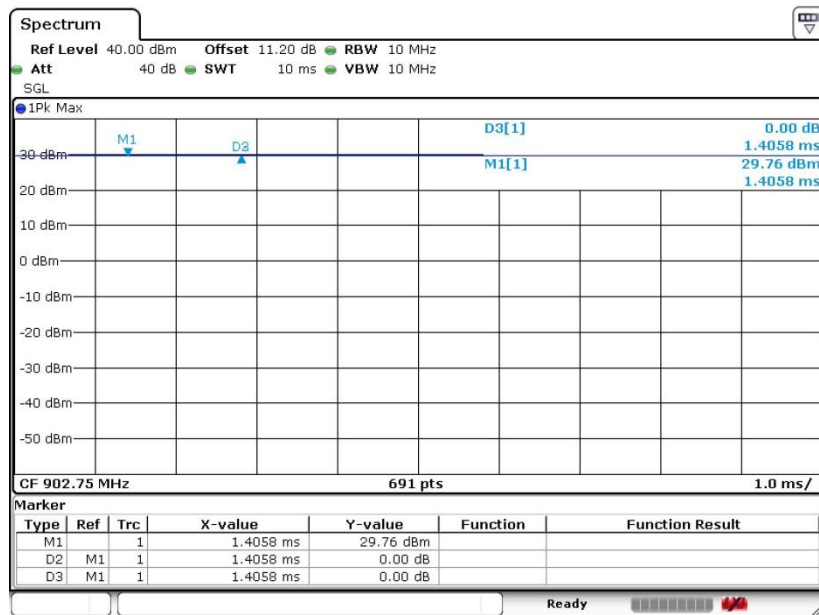 Spectrum
Ref Level 40.00 dBm Offset 11.20 dB RBW 10 MHz
Att 40 dB SWT 10 ms VBW 10 MHz
SGL
1Pk Max
D3[1] 0.00 dB
1.4058 ms
M1[1] 29.76 dBm
1.4058 ms
M1
30 dBm
20 dBm
10 dBm
0 dBm
-10 dBm
-20 dBm
-30 dBm
-40 dBm
-50 dBm
CF 902.75 MHz 691 pts 1.0 ms/
Marker
Type Ref Trc X-value Y-value Function Function Result
M1 1 1.4058 ms 29.76 dBm
D2 M1 1 1.4058 ms 0.00 dB
D3 M1 1 1.4058 ms 0.00 dB
Ready